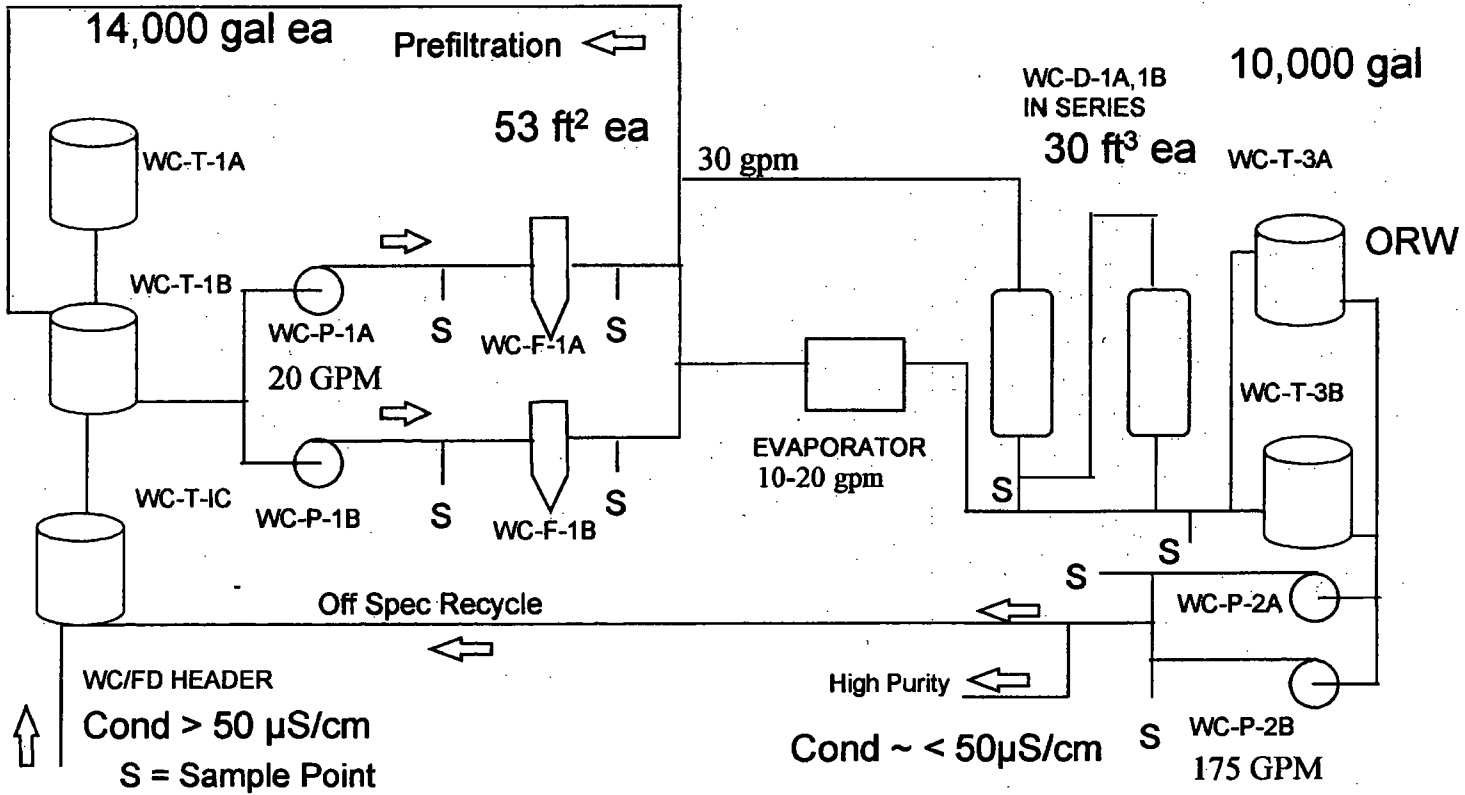 14,000 gal ea
Prefiltration
10,000 gal
WC-D-1A,1B
IN SERIES
30 ft³ ea
53 ft² ea
WC-T-3A
WC-T-1A
30 gpm
ORW
WC-T-1B
WC-P-1A
20 GPM
S
WC-F-1A
S
WC-T-3B
EVAPORATOR
10-20 gpm
WC-T-IC
WC-P-1B
S
WC-F-1B
S
S
S
S
Off Spec Recycle
WC-P-2A
WC/FD HEADER
Cond > 50 µS/cm
S = Sample Point
High Purity
Cond ~ < 50µS/cm
S
WC-P-2B
175 GPM